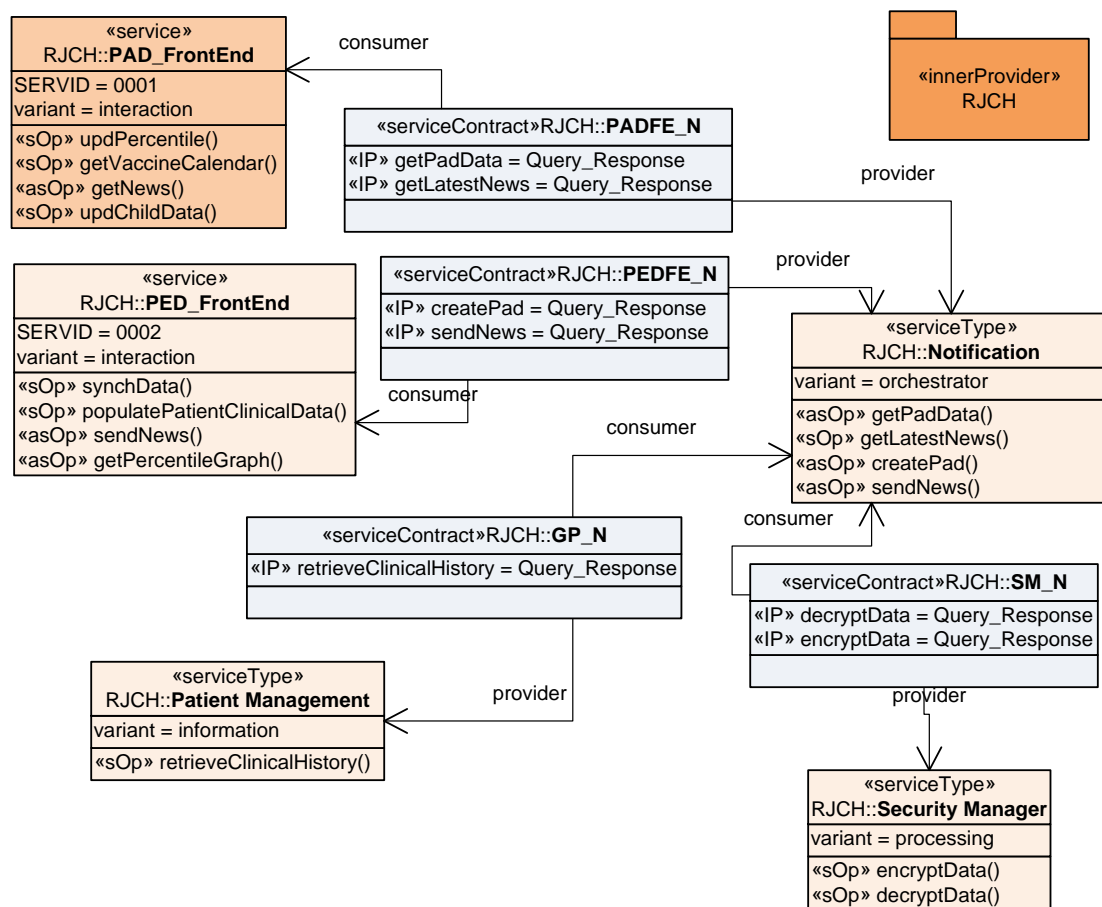 «service»
RJCH::PAD_FrontEnd
SERVID = 0001
variant = interaction
«sOp» updPercentile()
«sOp» getVaccineCalendar()
«asOp» getNews()
«sOp» updChildData()
consumer
«serviceContract»RJCH::PADFE_N
«IP» getPadData = Query_Response
«IP» getLatestNews = Query_Response
«innerProvider»
RJCH
provider
«service»
RJCH::PED_FrontEnd
SERVID = 0002
variant = interaction
«sOp» synchData()
«sOp» populatePatientClinicalData()
«asOp» sendNews()
«asOp» getPercentileGraph()
«serviceContract»RJCH::PEDFE_N
«IP» createPad = Query_Response
«IP» sendNews = Query_Response
provider
consumer
«serviceType»
RJCH::Notification
variant = orchestrator
«asOp» getPadData()
«sOp» getLatestNews()
«asOp» createPad()
«asOp» sendNews()
consumer
«serviceContract»RJCH::GP_N
«IP» retrieveClinicalHistory = Query_Response
consumer
«serviceContract»RJCH::SM_N
«IP» decryptData = Query_Response
«IP» encryptData = Query_Response
«serviceType»
RJCH::Patient Management
variant = information
«sOp» retrieveClinicalHistory()
provider
provider
«serviceType»
RJCH::Security Manager
variant = processing
«sOp» encryptData()
«sOp» decryptData()